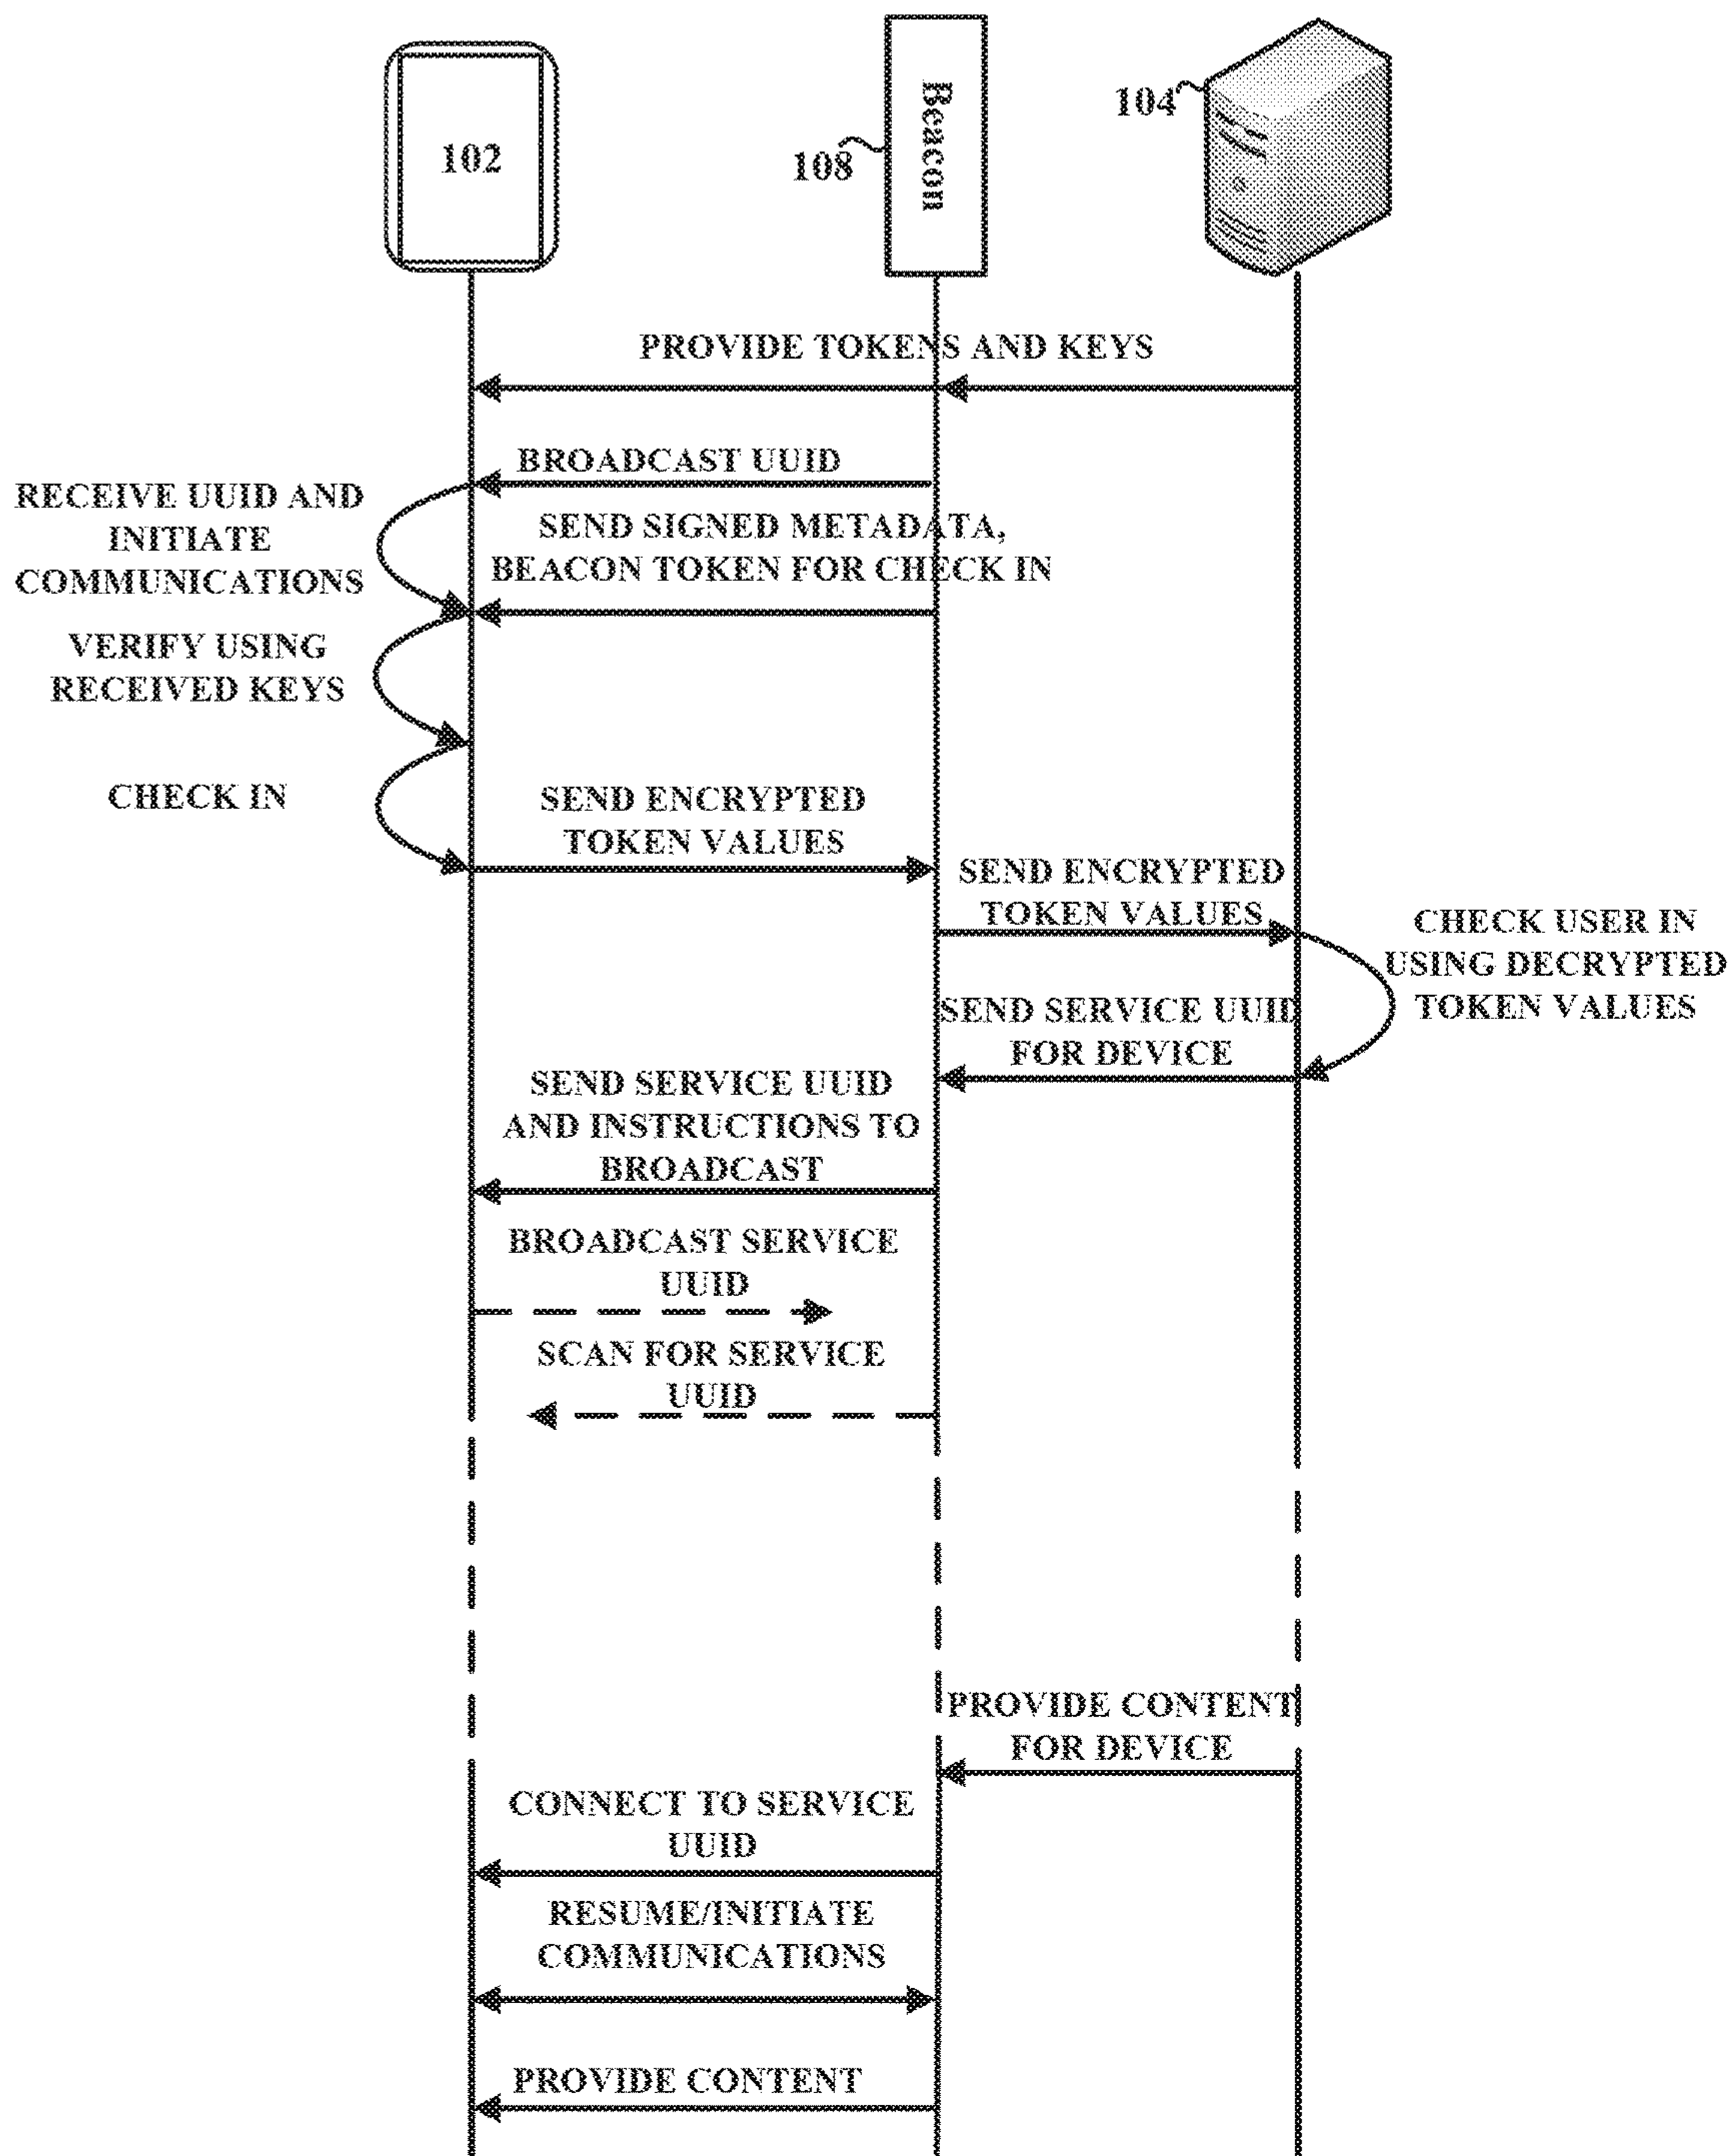 102
108
Beacon
104
PROVIDE TOKENS AND KEYS
BROADCAST UUID
RECEIVE UUID AND
INITIATE
COMMUNICATIONS
SEND SIGNED METADATA,
BEACON TOKEN FOR CHECK IN
VERIFY USING
RECEIVED KEYS
CHECK IN
SEND ENCRYPTED
TOKEN VALUES
SEND ENCRYPTED
TOKEN VALUES
CHECK USER IN
USING DECRYPTED
TOKEN VALUES
SEND SERVICE UUID
FOR DEVICE
SEND SERVICE UUID
AND INSTRUCTIONS TO
BROADCAST
BROADCAST SERVICE
UUID
SCAN FOR SERVICE
UUID
PROVIDE CONTENT
FOR DEVICE
CONNECT TO SERVICE
UUID
RESUME/INITIATE
COMMUNICATIONS
PROVIDE CONTENT